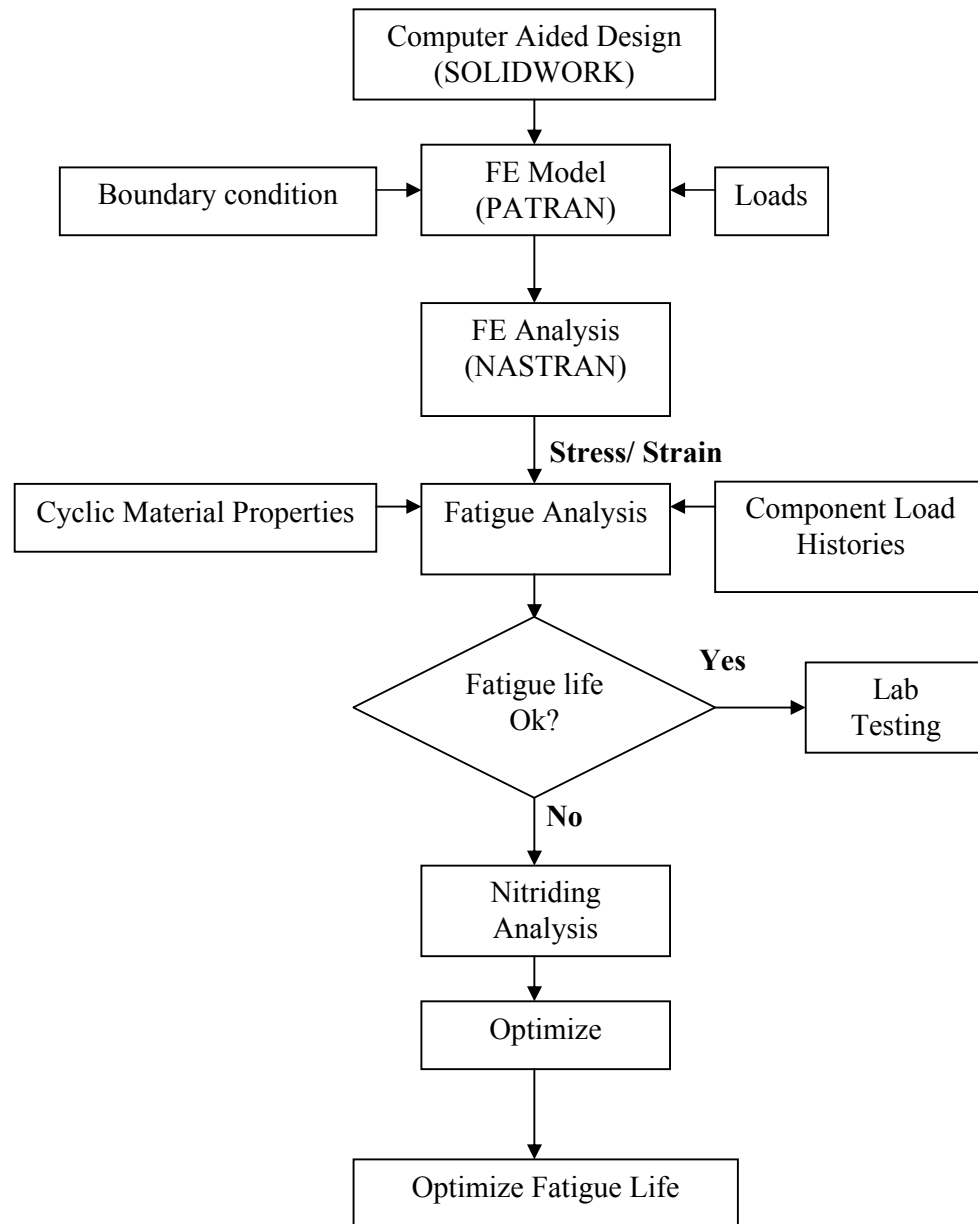 Computer Aided Design
(SOLIDWORK)
FE Model
(PATRAN)
Boundary condition
Loads
FE Analysis
(NASTRAN)
Stress/ Strain
Cyclic Material Properties
Fatigue Analysis
Component Load
Histories
Fatigue life
Ok?
Yes
Lab
Testing
No
Nitriding
Analysis
Optimize
Optimize Fatigue Life